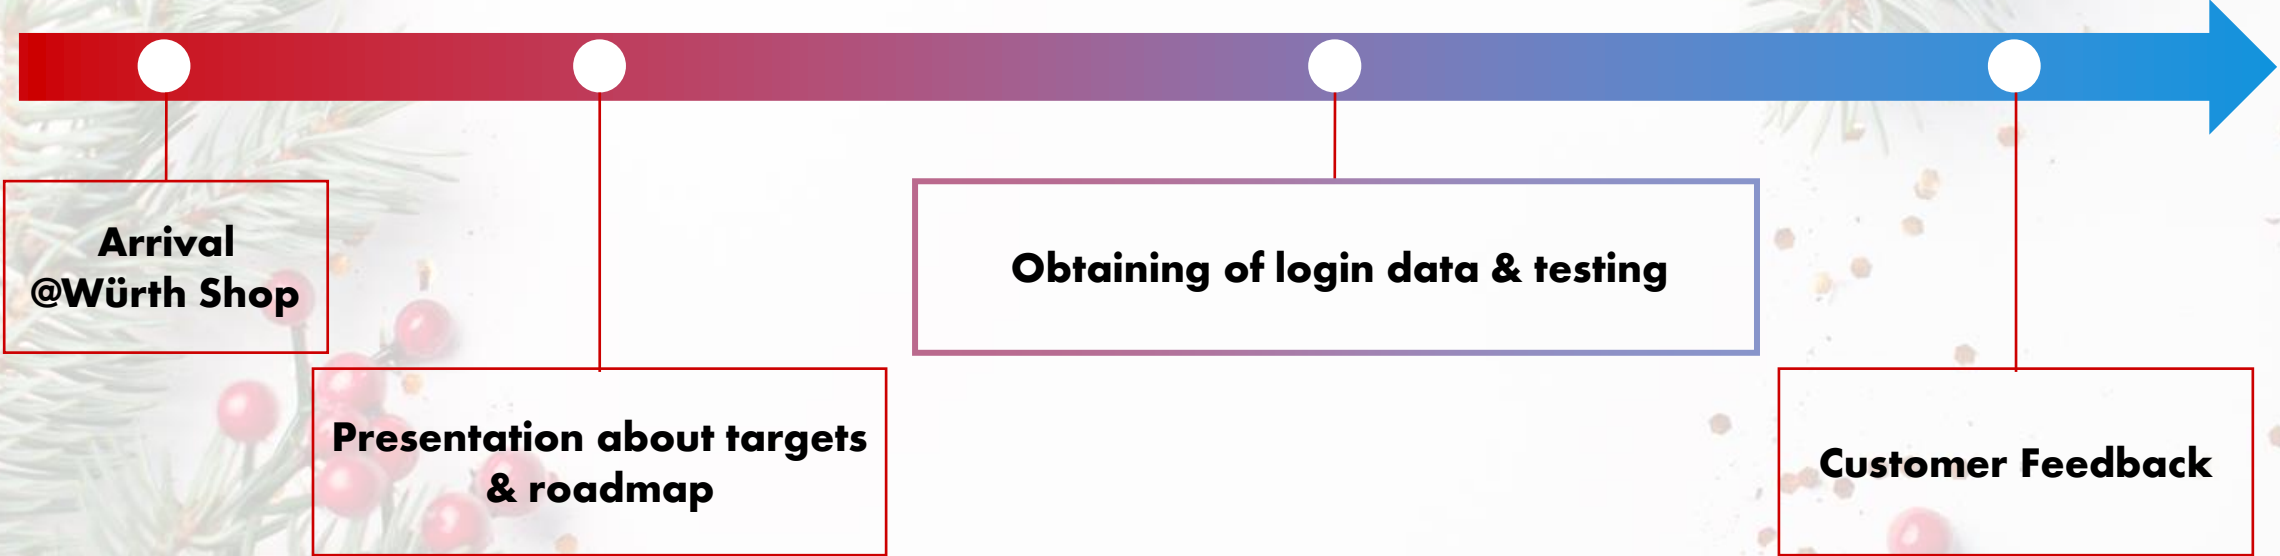 Arrival
@Würth Shop
Presentation about targets
& roadmap
Obtaining of login data & testing
Customer Feedback